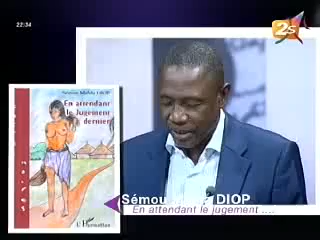 22:34
2S
En attendant
le Jugement
dernier
L'Harmattan
Sémou DIOP
En attendant le jugement ....